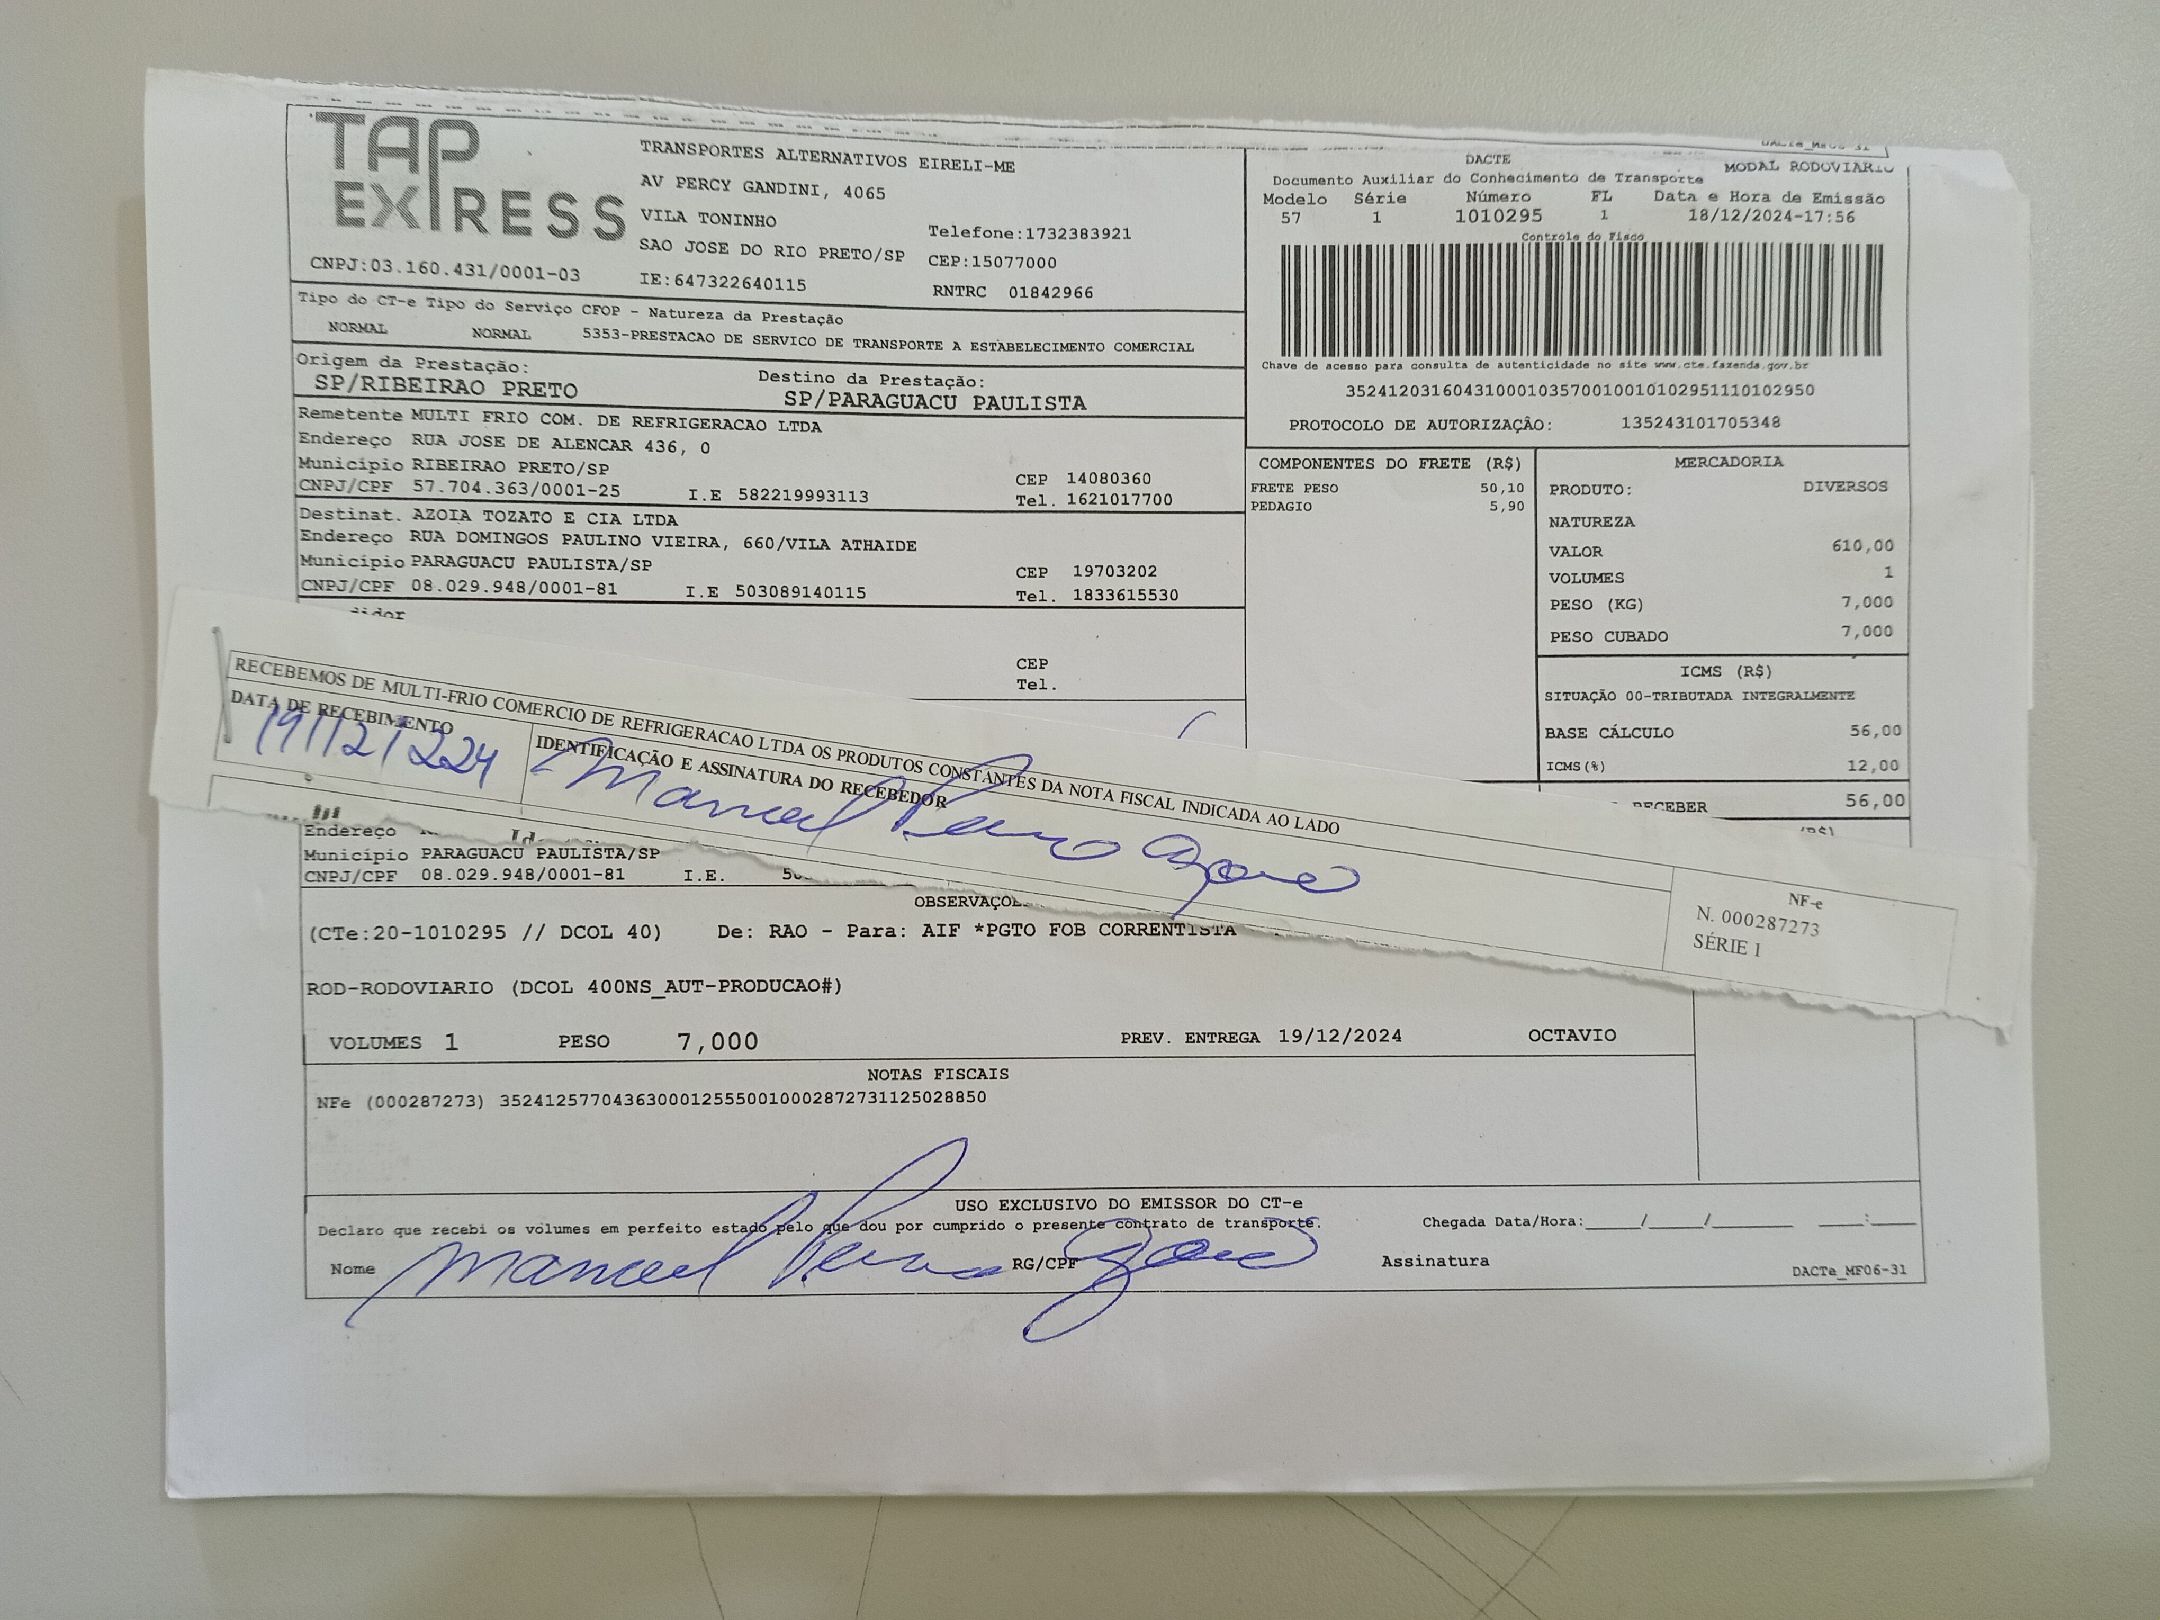 TAP EXPRESS
TRANSPORTES ALTERNATIVOS EIRELI-ME
AV PERCY GANDINI, 4065
VILA TONINHO
SAO JOSE DO RIO PRETO/SP
IE:647322640115
Telefone:1732383921
CEP:15077000
RNTRC 01842966
CNPJ:03.160.431/0001-03
DACTE
MODAL RODOVIARIO
Documento Auxiliar do Conhecimento de Transporte
Modelo Série Número FL Data e Hora de Emissão
57 1 1010295 1 18/12/2024-17:56
Controle do Fisco
Chave de acesso para consulta de autenticidade no site www.cte.fazenda.gov.br
35241203160431000103570010010102951110102950
PROTOCOLO DE AUTORIZAÇÃO: 135243101705348
Tipo do CT-e Tipo do Serviço CFOP - Natureza da Prestação
NORMAL NORMAL 5353-PRESTACAO DE SERVICO DE TRANSPORTE A ESTABELECIMENTO COMERCIAL
Origem da Prestação: Destino da Prestação:
SP/RIBEIRAO PRETO SP/PARAGUACU PAULISTA
Remetente MULTI FRIO COM. DE REFRIGERACAO LTDA
Endereço RUA JOSE DE ALENCAR 436, 0
Município RIBEIRAO PRETO/SP CEP 14080360
CNPJ/CPF 57.704.363/0001-25 I.E 582219993113 Tel. 1621017700
Destinat. AZOIA TOZATO E CIA LTDA
Endereço RUA DOMINGOS PAULINO VIEIRA, 660/VILA ATHAIDE
Município PARAGUACU PAULISTA/SP CEP 19703202
CNPJ/CPF 08.029.948/0001-81 I.E 503089140115 Tel. 1833615530
CEP
Tel.
COMPONENTES DO FRETE (R$)
FRETE PESO 50,10
PEDAGIO 5,90
MERCADORIA
PRODUTO: DIVERSOS
NATUREZA
VALOR 610,00
VOLUMES 1
PESO (KG) 7,000
PESO CUBADO 7,000
ICMS (R$)
SITUAÇÃO 00-TRIBUTADA INTEGRALMENTE
BASE CÁLCULO 56,00
ICMS(%) 12,00
RECEBER 56,00
RECEBEMOS DE MULTI-FRIO COMERCIO DE REFRIGERACAO LTDA OS PRODUTOS CONSTANTES DA NOTA FISCAL INDICADA AO LADO
DATA DE RECEBIMENTO
IDENTIFICAÇÃO E ASSINATURA DO RECEBEDOR
Manoel
NF-e
N. 000287273
SÉRIE 1
Endereço
Município PARAGUACU PAULISTA/SP
CNPJ/CPF 08.029.948/0001-81 I.E.
(CTe:20-1010295 // DCOL 40) De: RAO - Para: AIF *PGTO FOB CORRENTISTA
ROD-RODOVIARIO (DCOL 400NS_AUT-PRODUCAO#)
VOLUMES 1 PESO 7,000 PREV. ENTREGA 19/12/2024 OCTAVIO
NOTAS FISCAIS
NFe (000287273) 35241257704363000125550010002872731125028850
USO EXCLUSIVO DO EMISSOR DO CT-e
Declaro que recebi os volumes em perfeito estado pelo que dou por cumprido o presente contrato de transporte.
Chegada Data/Hora:____/____/______ ___:____
Nome Manoel RG/CPF Assinatura
DACTe_MF06-31